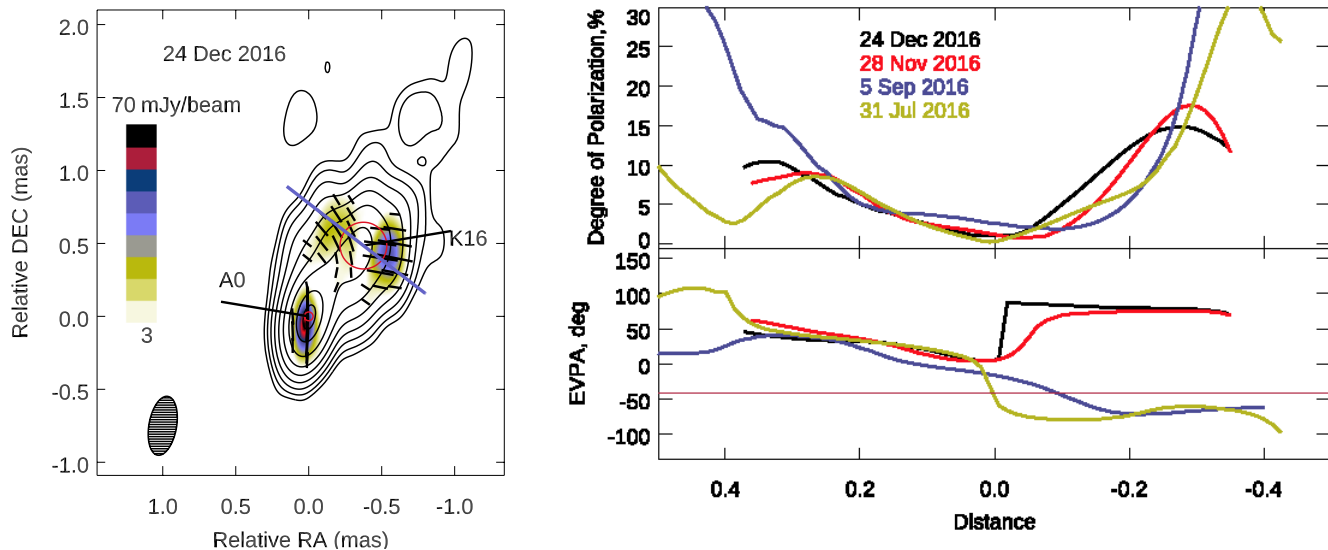 24 Dec 2016
70 mJy/beam
3
A0
K16
2.0
1.5
1.0
0.5
0.0
-0.5
-1.0
Relative DEC (mas)
1.0 0.5 0.0 -0.5 -1.0
Relative RA (mas)
24 Dec 2016
28 Nov 2016
5 Sep 2016
31 Jul 2016
30
25
20
15
10
5
0
Degree of Polarization,%
150
100
50
0
-50
-100
EVPA, deg
0.4 0.2 0.0 -0.2 -0.4
Distance